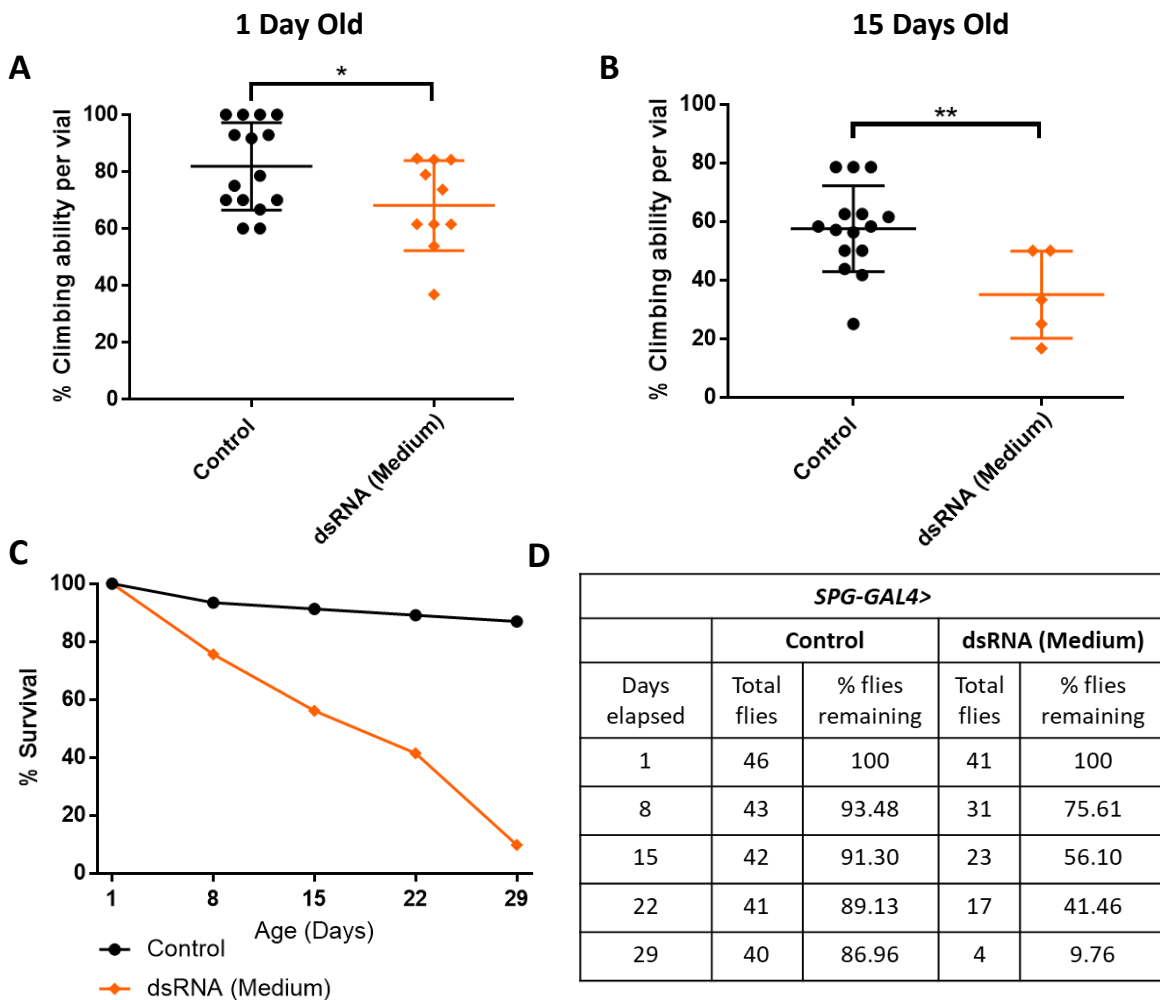 1 Day Old
15 Days Old
A
*
% Climbing ability per vial
100
80
60
40
20
0
Control
dsRNA (Medium)
B
**
% Climbing ability per vial
100
80
60
40
20
0
Control
dsRNA (Medium)
C
% Survival
100
80
60
40
20
0
1 8 15 22 29
Age (Days)
Control
dsRNA (Medium)
D
SPG-GAL4>
Control dsRNA (Medium)
Days elapsed Total flies % flies remaining Total flies % flies remaining
1 46 100 41 100
8 43 93.48 31 75.61
15 42 91.30 23 56.10
22 41 89.13 17 41.46
29 40 86.96 4 9.76